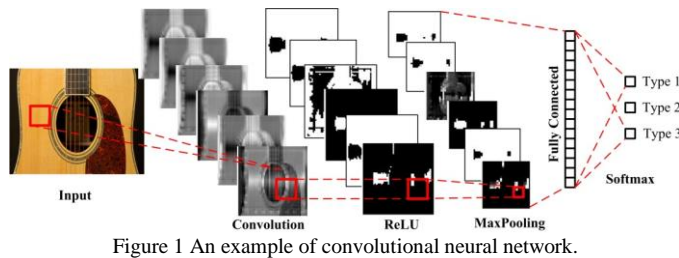 Input
Convolution
ReLU
MaxPooling
Fully Connected
Type 1
Type 2
Type 3
Softmax
Figure 1 An example of convolutional neural network.